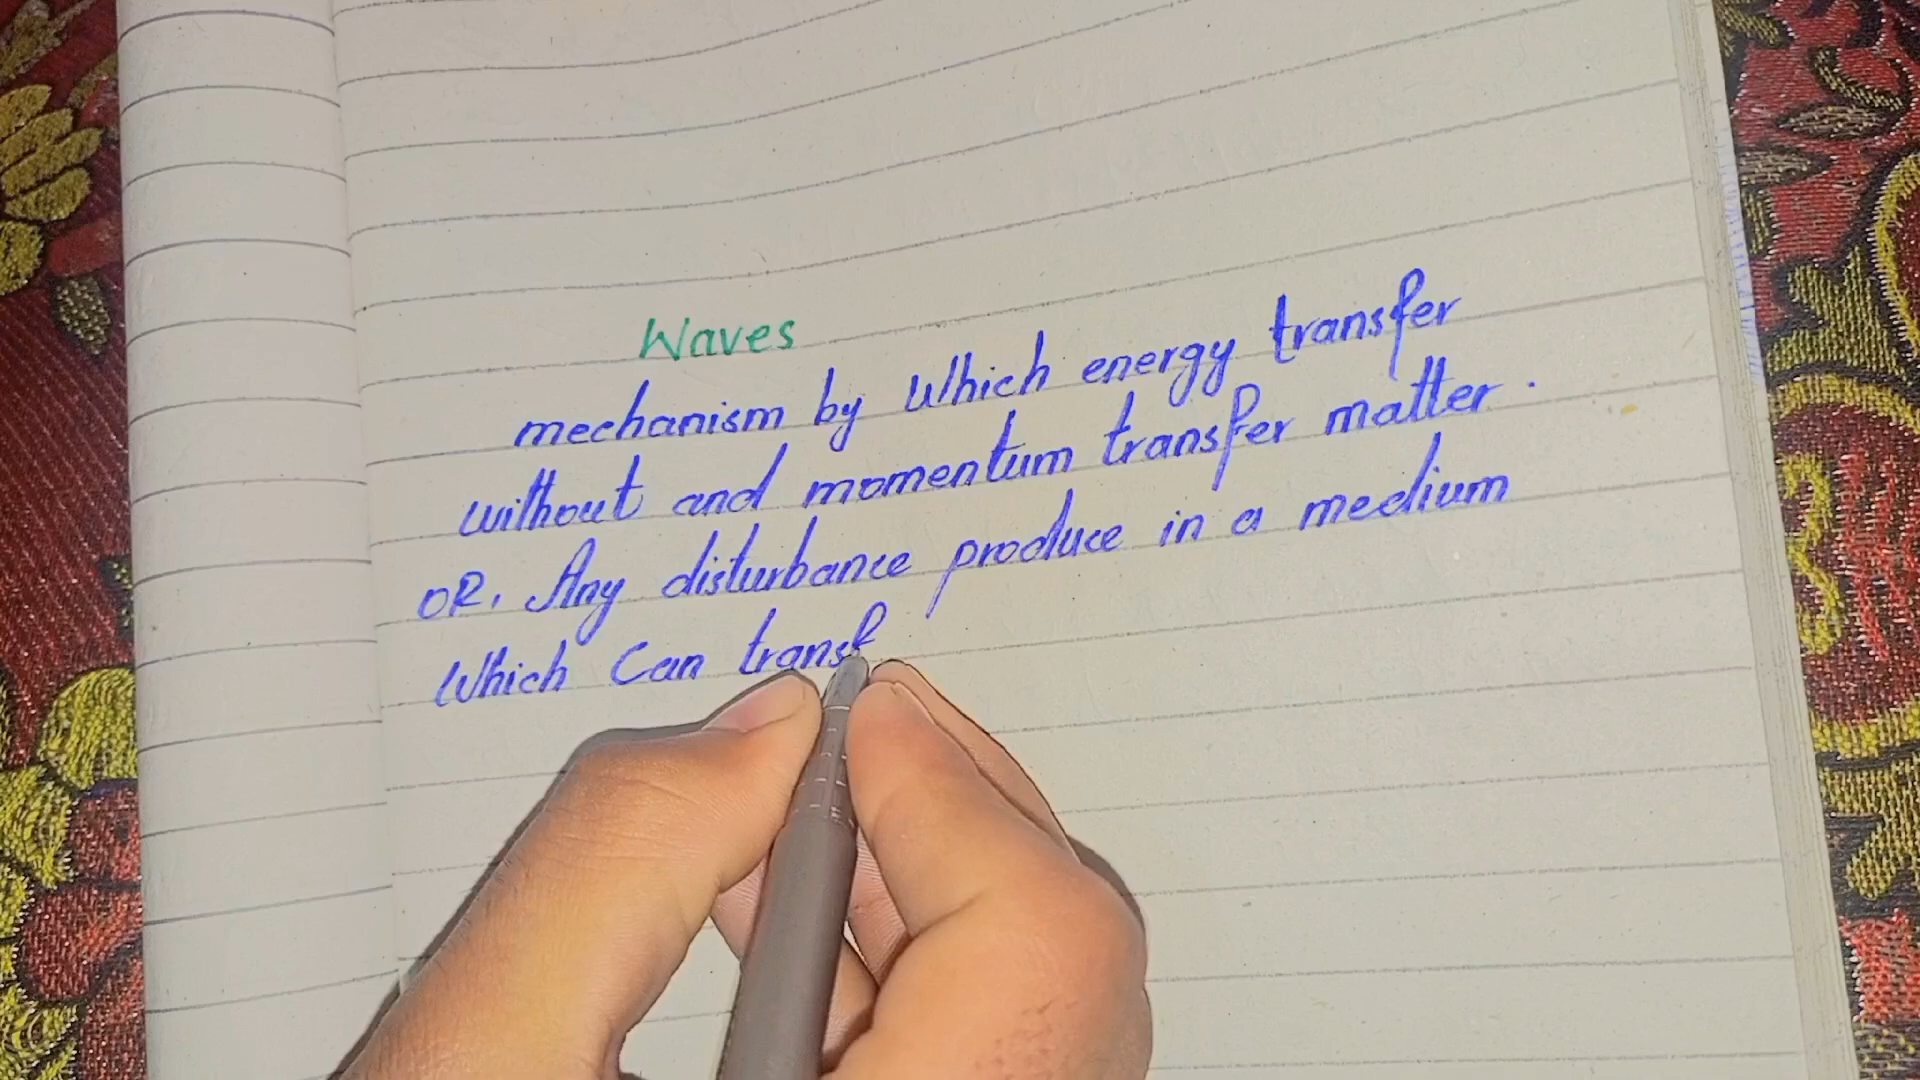 Waves
mechanism by which energy transfer
without and momentum transfer matter.
OR, Any disturbance produce in a medium
Which Can transf